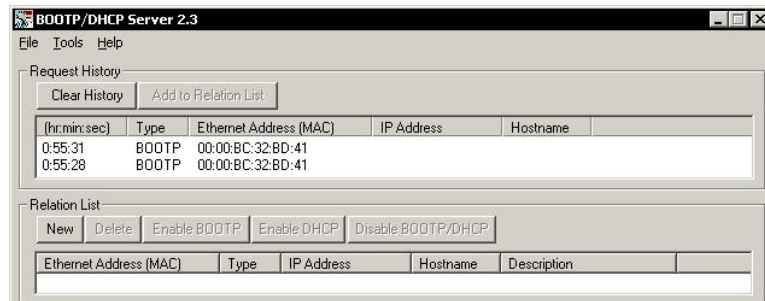 BOOTP/DHCP Server 2.3
File Tools Help
Request History
Clear History Add to Relation List
(hr:min:sec) Type Ethernet Address (MAC) IP Address Hostname
0:55:31 BOOTP 00:00:BC:32:BD:41
0:55:28 BOOTP 00:00:BC:32:BD:41
Relation List
New Delete Enable BOOTP Enable DHCP Disable BOOTP/DHCP
Ethernet Address (MAC) Type IP Address Hostname Description